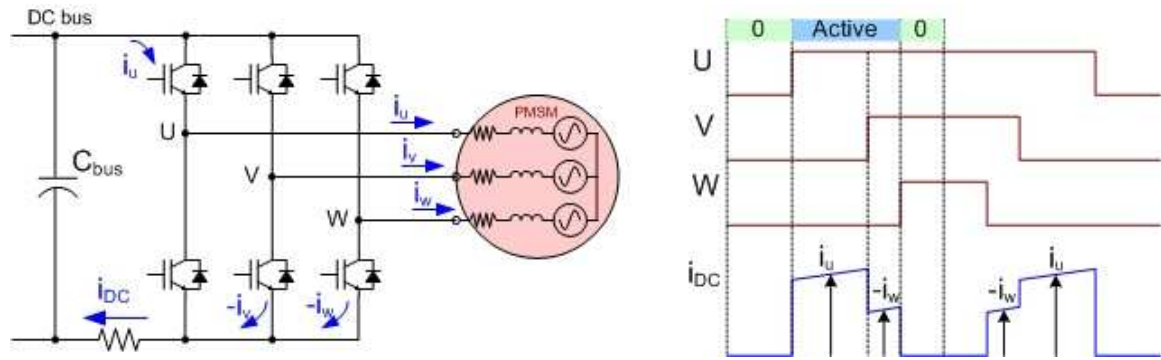 DC bus
i_u
U
V
W
C_bus
i_DC
-i_v
-i_w
i_u
i_v
i_w
PMSM
0 Active 0
U
V
W
i_DC
i_u
-i_w
-i_w
i_u